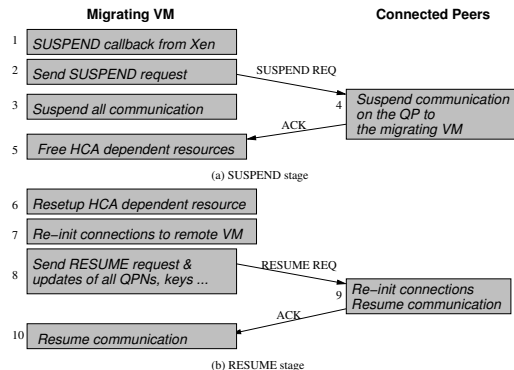 Migrating VM
Connected Peers
1
SUSPEND callback from Xen
2
Send SUSPEND request
SUSPEND REQ
3
Suspend all communication
4
Suspend communication
on the QP to
the migrating VM
ACK
5
Free HCA dependent resources
(a) SUSPEND stage
6
Resetup HCA dependent resource
7
Re-init connections to remote VM
8
Send RESUME request &
updates of all QPNs, keys ...
RESUME REQ
9
Re-init connections
Resume communication
ACK
10
Resume communication
(b) RESUME stage